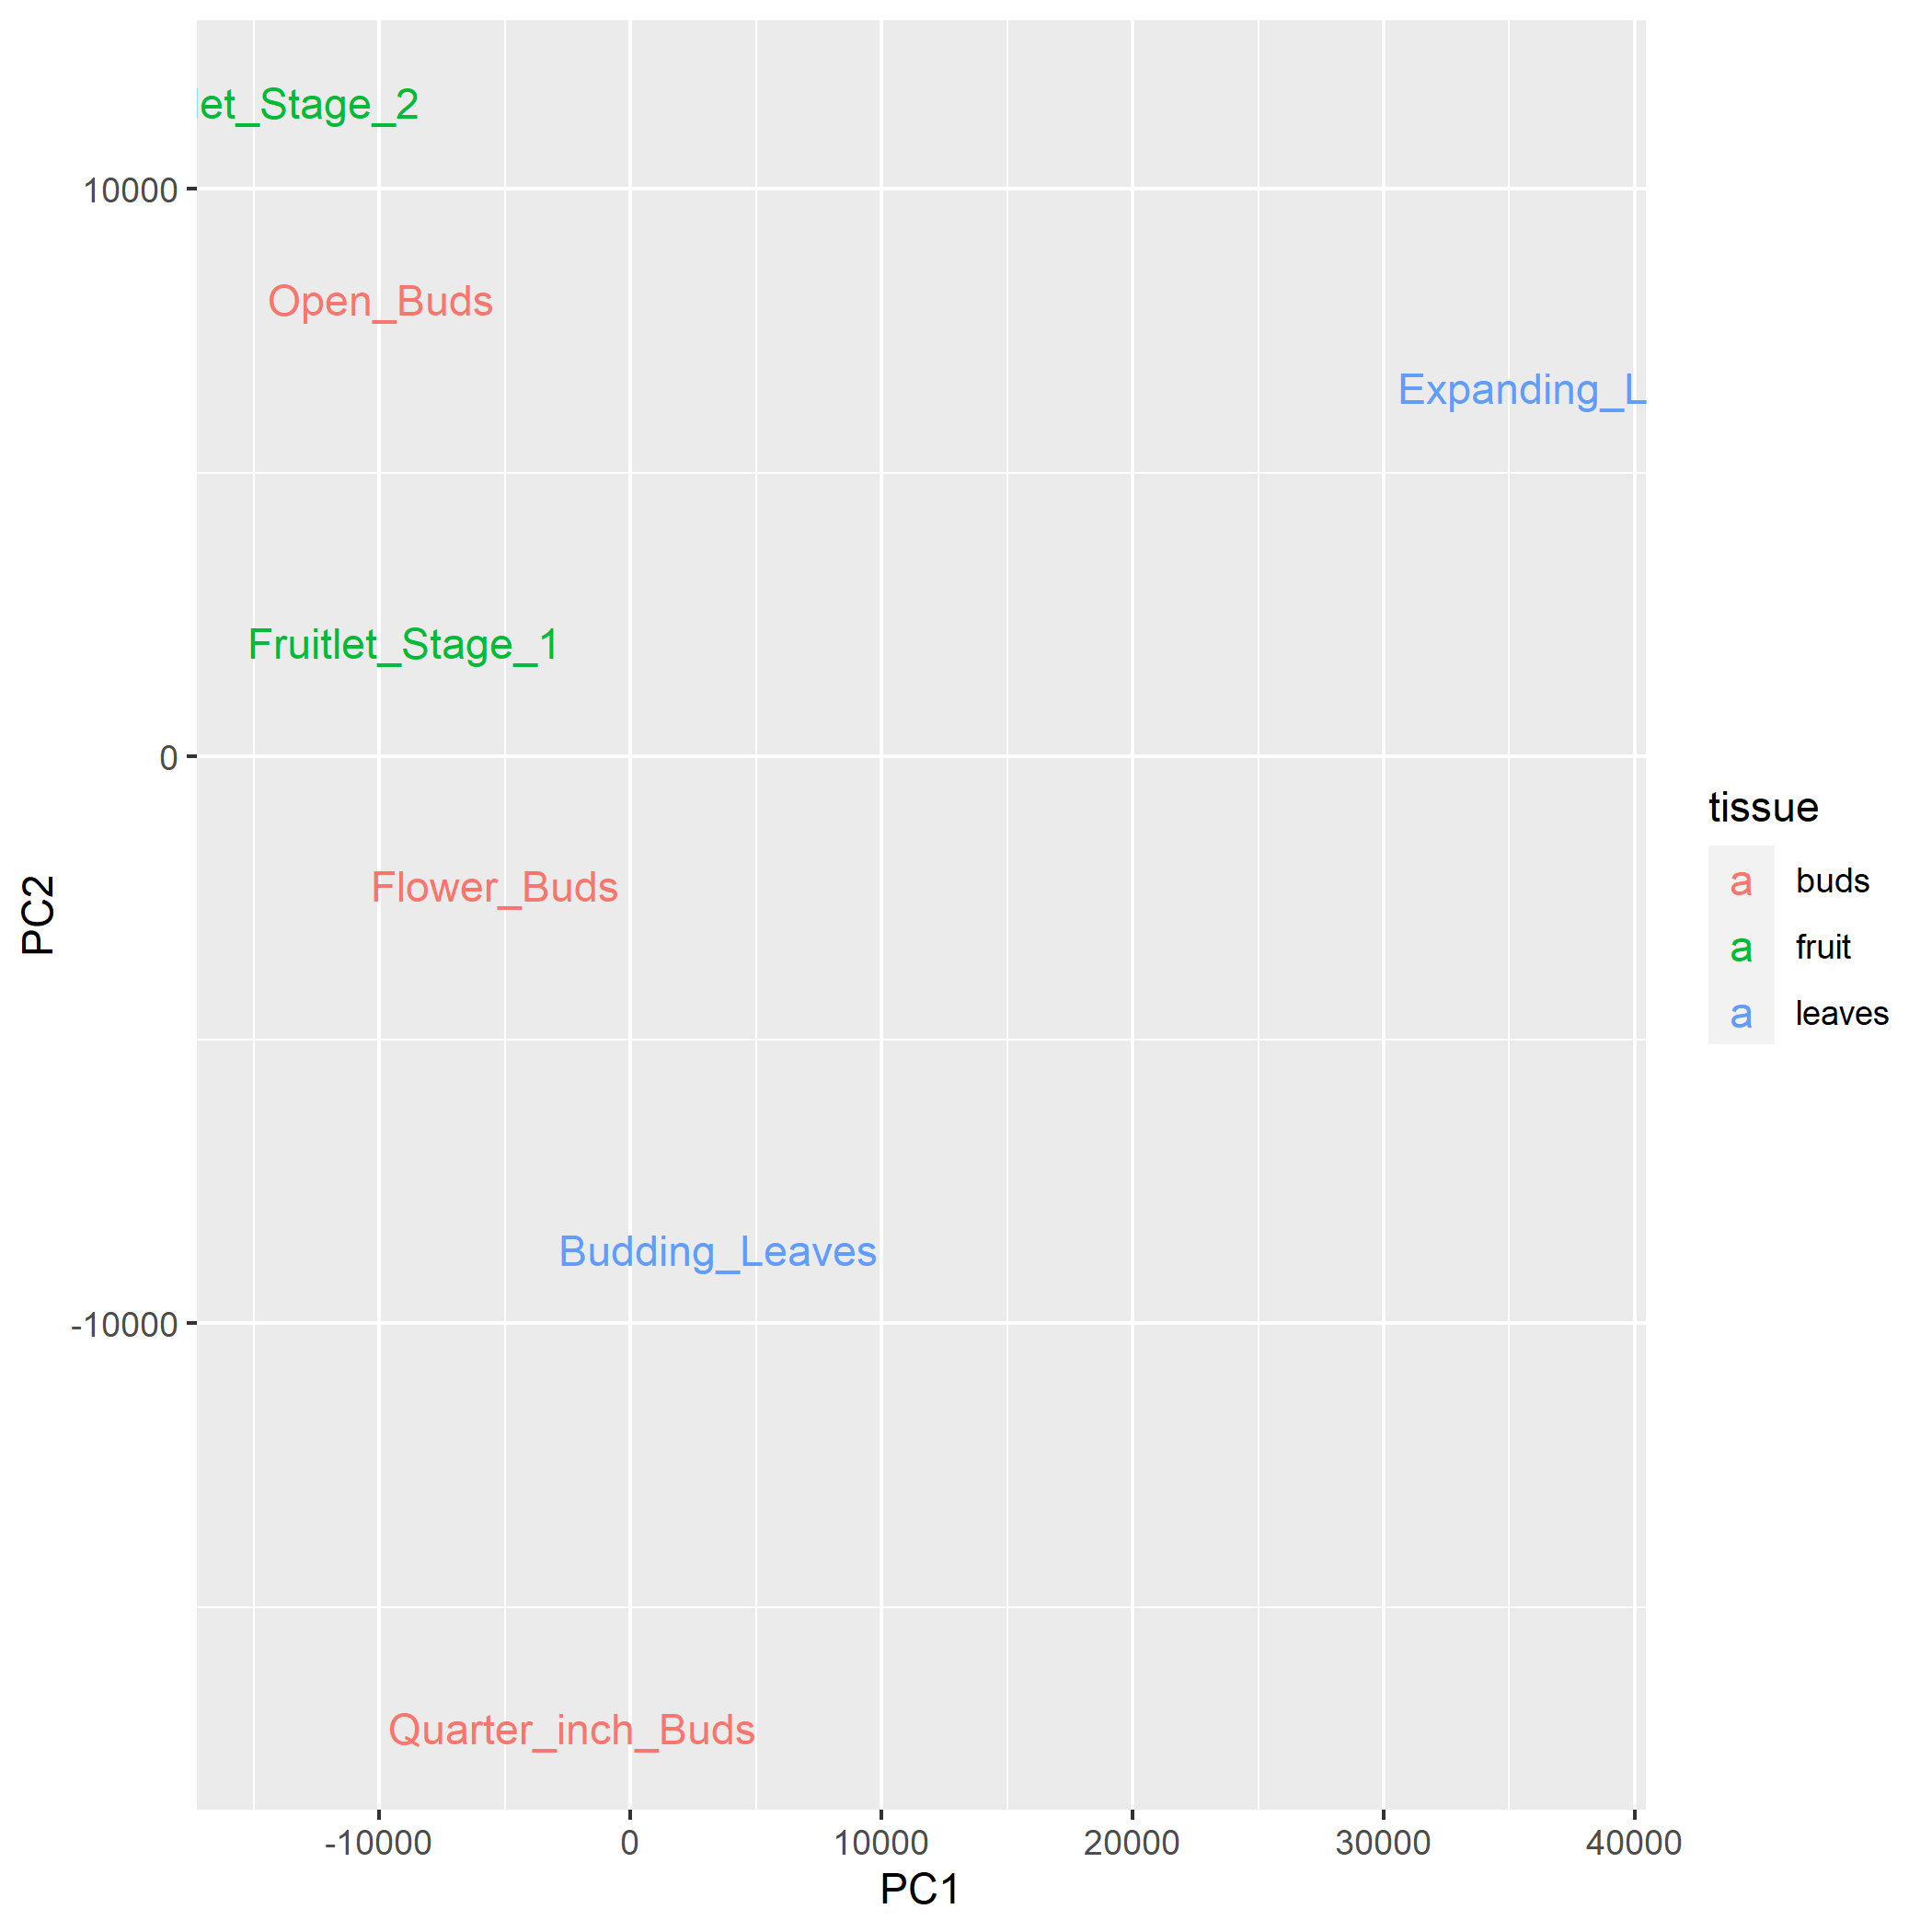 let_Stage_2
10000
Open_Buds
Expanding_L
Fruitlet_Stage_1
0
Flower_Buds
Budding_Leaves
-10000
Quarter_inch_Buds
PC2
-10000 0 10000 20000 30000 40000
PC1
tissue
a buds
a fruit
a leaves